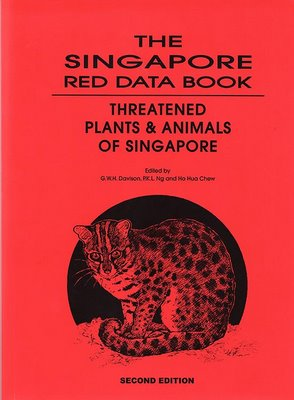 THE
SINGAPORE
RED DATA BOOK
THREATENED
PLANTS & ANIMALS
OF SINGAPORE
Edited by
G.W.H. Davison, P.K.L. Ng and Ho Hua Chew
SECOND EDITION